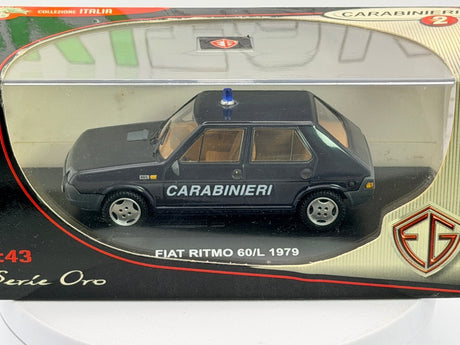 COLLEZIONE ITALIA
CARABINIERI
2
CARABINIERI
FIAT RITMO 60/L 1979
:43
Serie Oro
EG